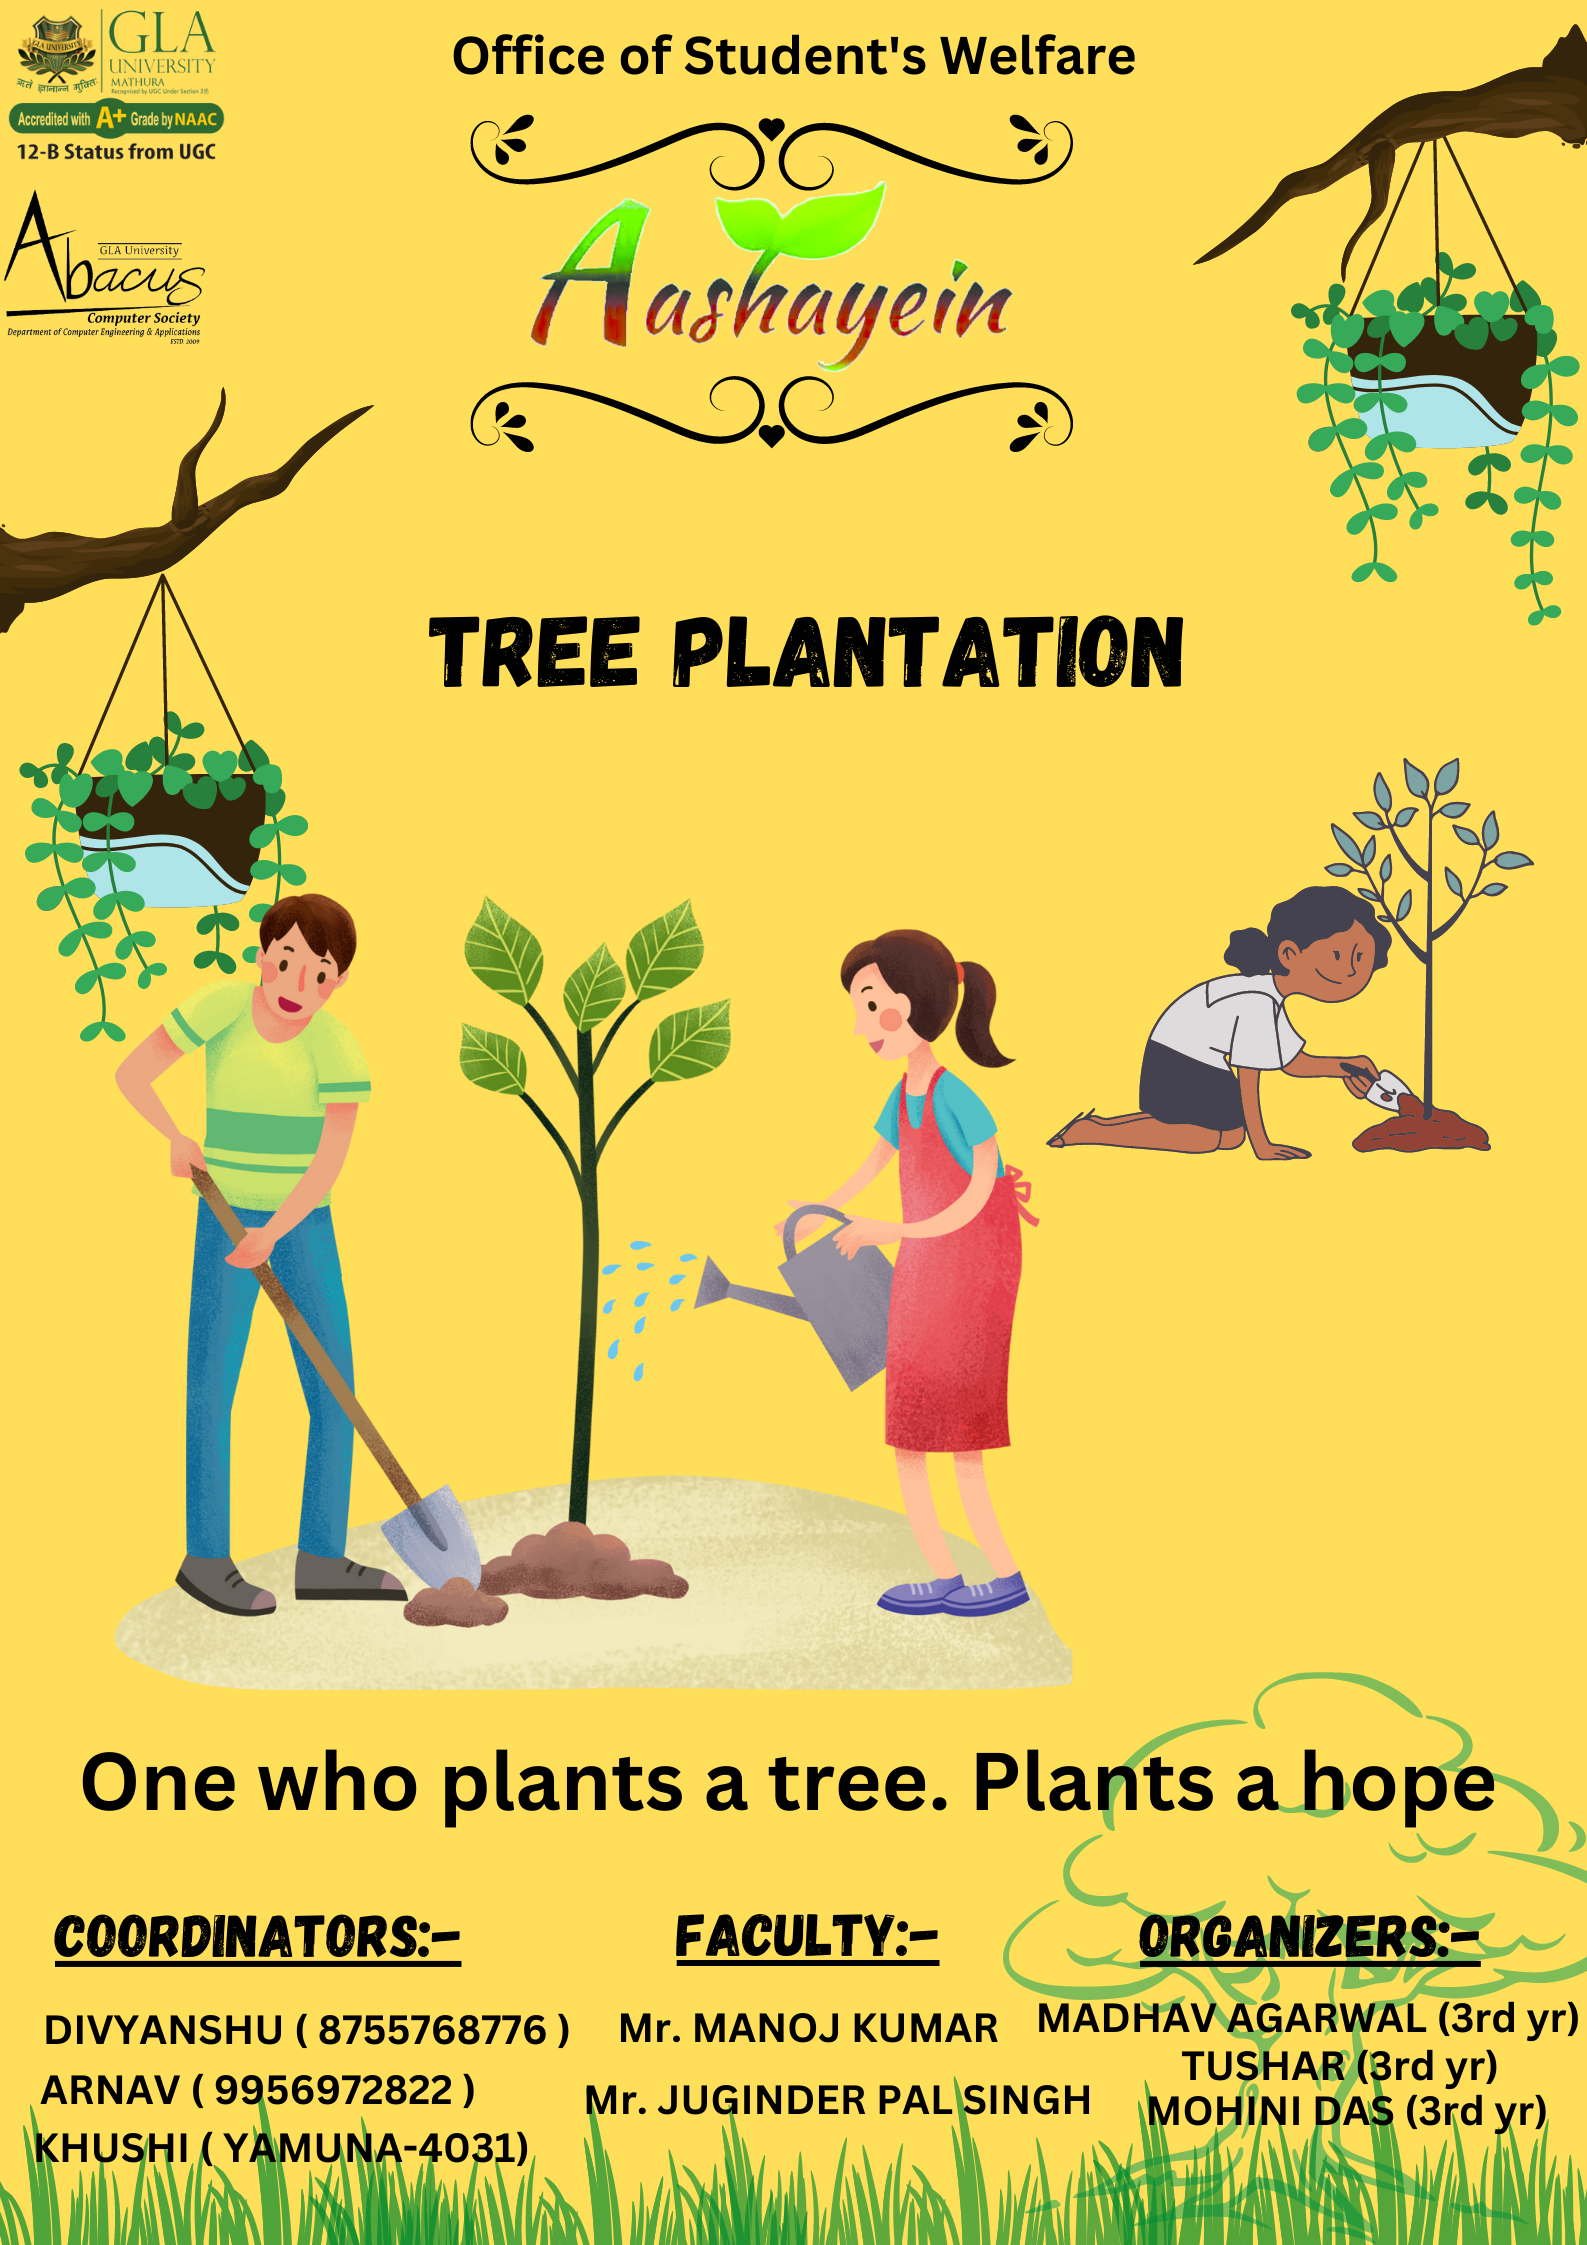 GLA
UNIVERSITY
MATHURA
Recognised by UGC Under Section 2(f)
GLA UNIVERSITY
Accredited with A+ Grade by NAAC
12-B Status from UGC
Office of Student's Welfare
Abacus
GLA University
Computer Society
Department of Computer Engineering & Applications
ESTD. 2009
Aashayein
TREE PLANTATION
One who plants a tree. Plants a hope
COORDINATORS:-
DIVYANSHU ( 8755768776 )
ARNAV ( 9956972822 )
KHUSHI ( YAMUNA-4031)
FACULTY:-
Mr. MANOJ KUMAR
Mr. JUGINDER PAL SINGH
ORGANIZERS:-
MADHAV AGARWAL (3rd yr)
TUSHAR (3rd yr)
MOHINI DAS (3rd yr)